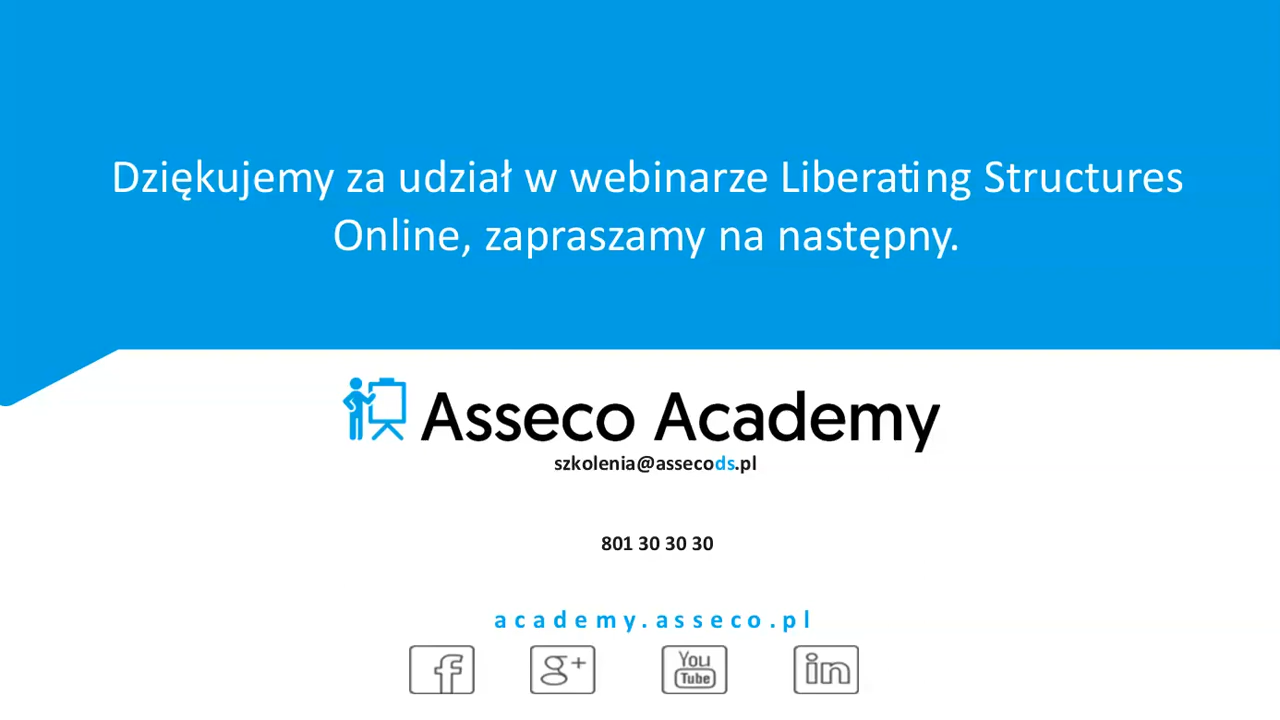 Dziękujemy za udział w webinarze Liberating Structures
Online, zapraszamy na następny.
Asseco Academy
szkolenia@assecods.pl
801 30 30 30
academy.asseco.pl
f g+ You Tube in